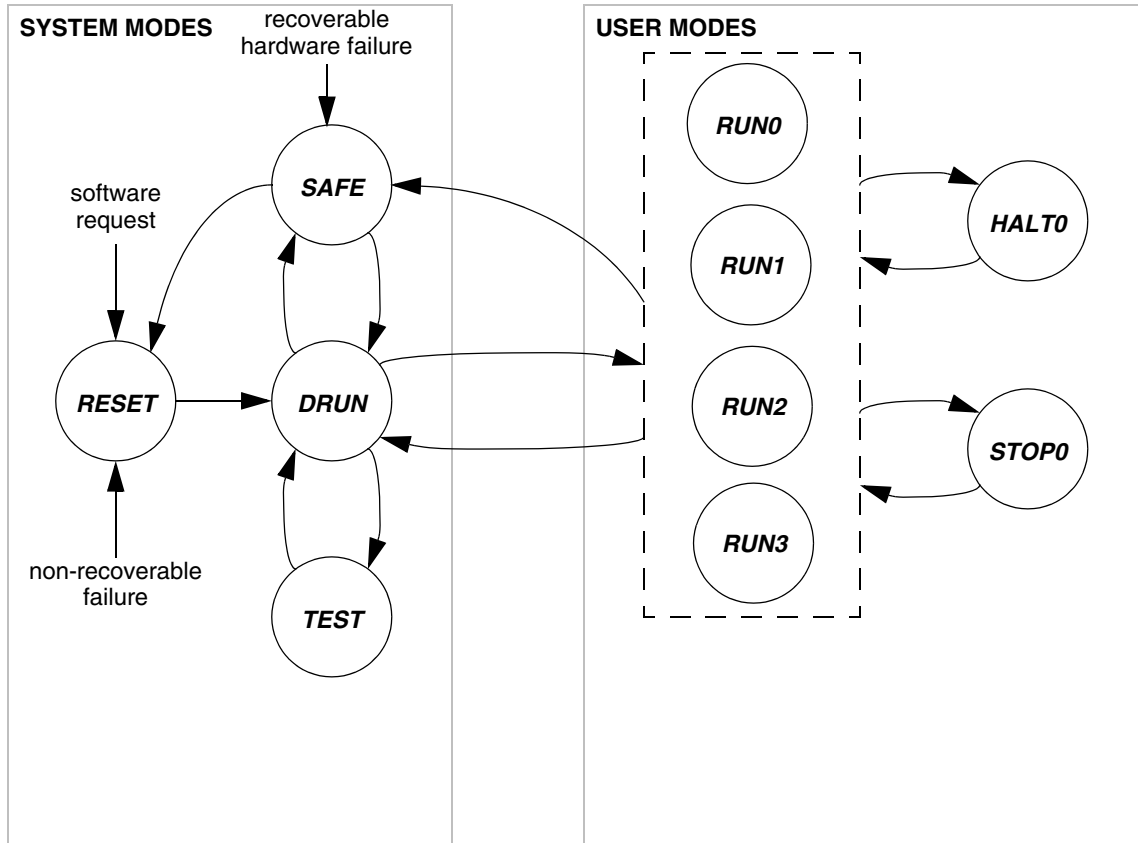 SYSTEM MODES
recoverable
hardware failure
SAFE
software
request
RESET
DRUN
non-recoverable
failure
TEST
USER MODES
RUN0
RUN1
RUN2
RUN3
HALT0
STOP0